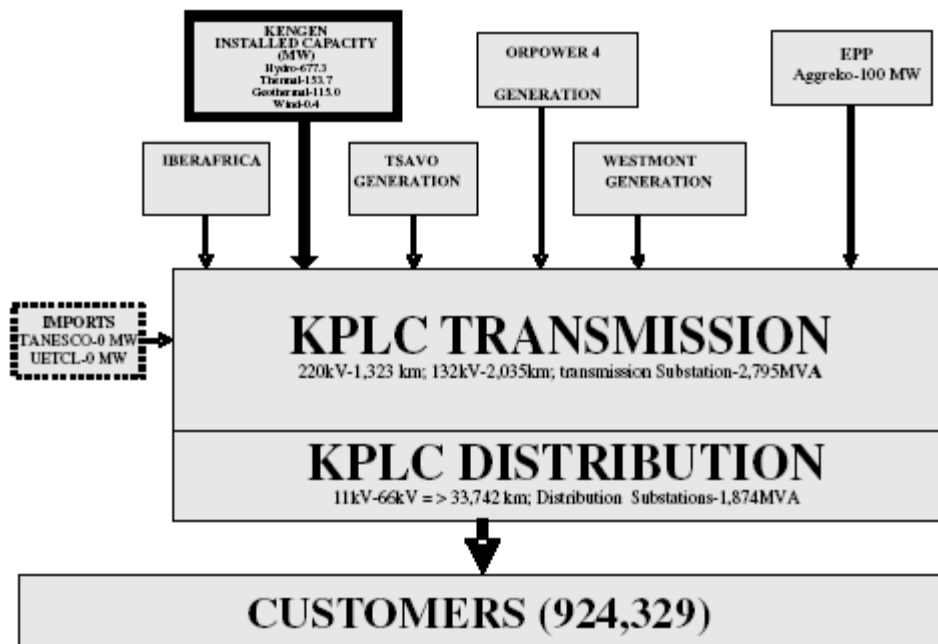 KENGEN
INSTALLED CAPACITY
(MW)
Hydro-677.3
Thermal-153.7
Geothermal-115.0
Wind-0.4
ORPOWER 4
GENERATION
EPP
Aggreko-100 MW
IBERAFRICA
TSAVO
GENERATION
WESTMONT
GENERATION
IMPORTS
TANESCO-0 MW
UETCL-0 MW
KPLC TRANSMISSION
220kV-1,323 km; 132kV-2,035km; transmission Substation-2,795MVA
KPLC DISTRIBUTION
11kV-66kV = > 33,742 km; Distribution Substations-1,874MVA
CUSTOMERS (924,329)